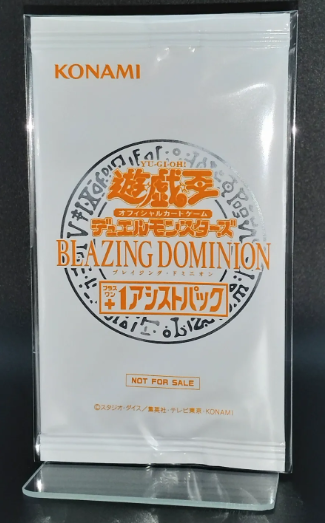 KONAMI
YU-GI-OH!
遊戯王
オフィシャルカードゲーム
デュエルモンスターズ
BLAZING DOMINION
ブレイジング・ドミニオン
プラスワン
+1アシストパック
NOT FOR SALE
©スタジオ・ダイス/集英社・テレビ東京・KONAMI